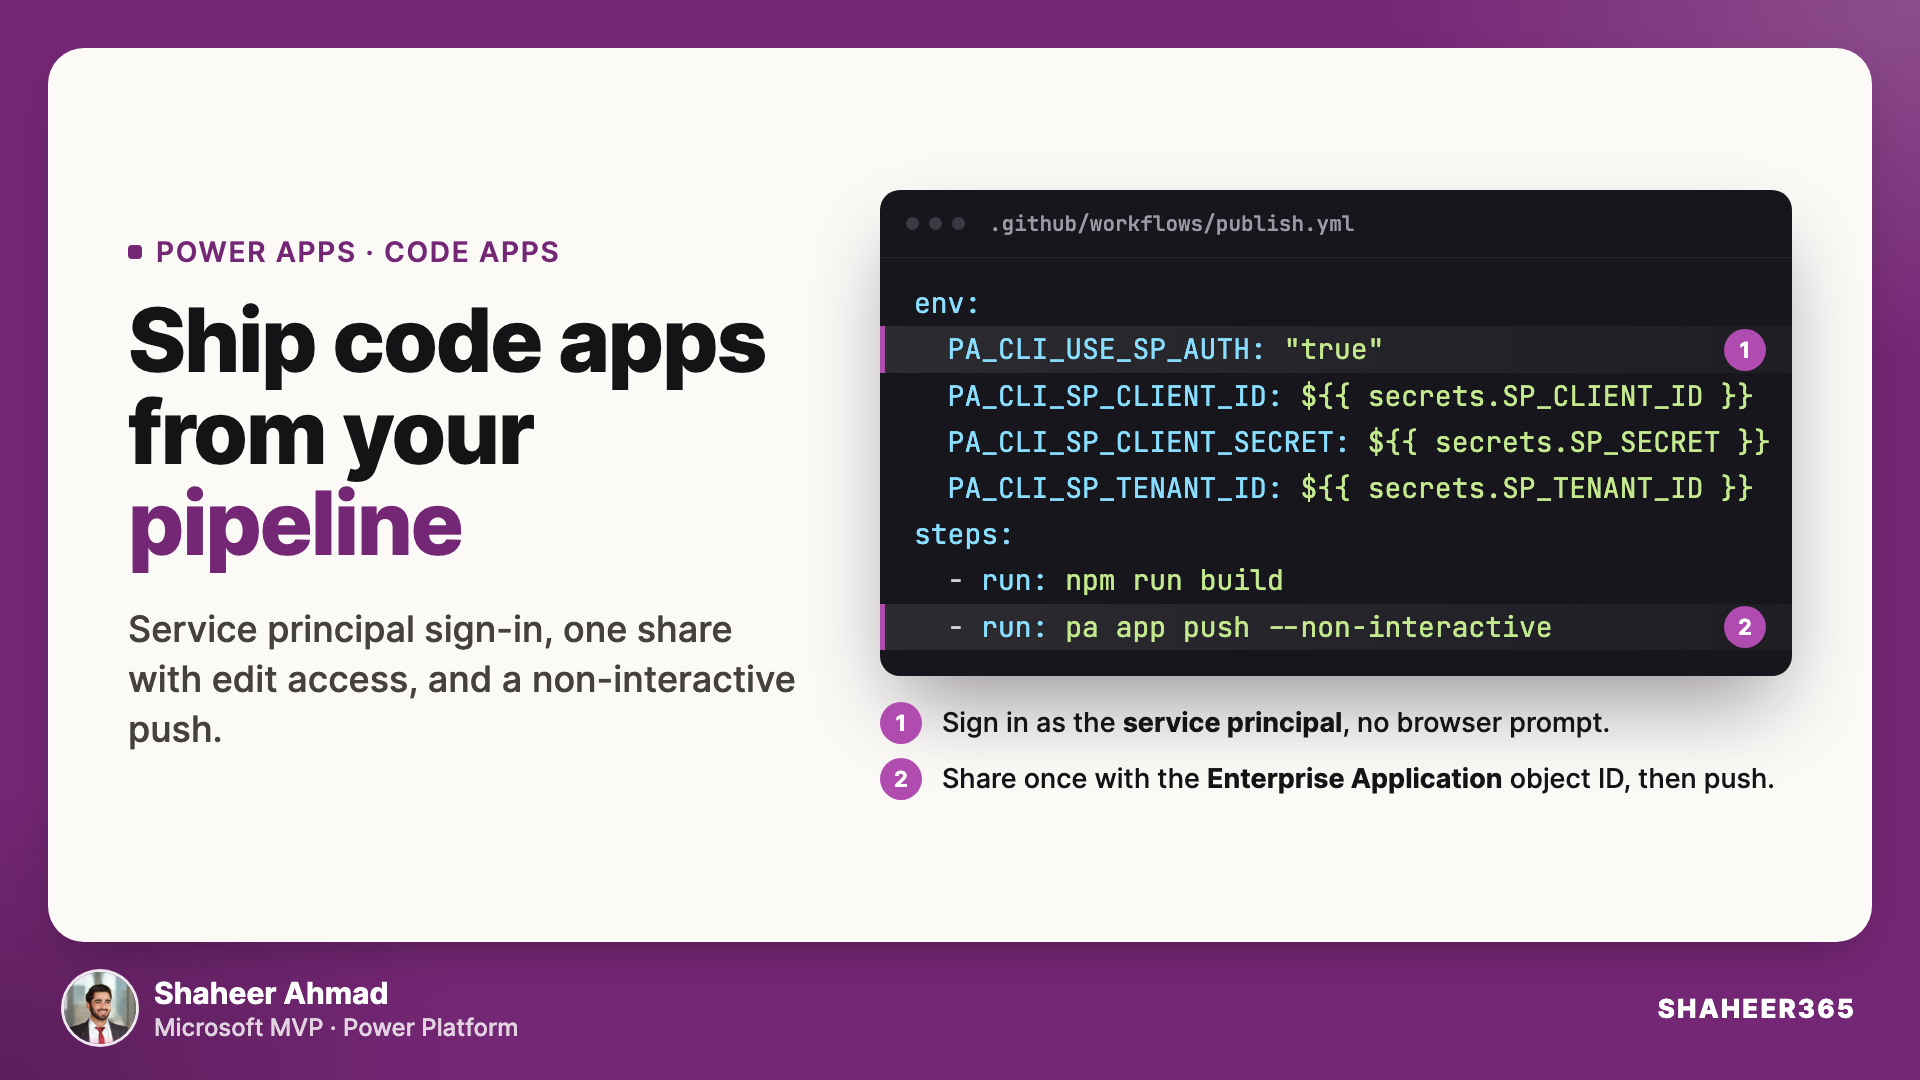 POWER APPS · CODE APPS
Ship code apps
from your
pipeline
Service principal sign-in, one share
with edit access, and a non-interactive
push.
.github/workflows/publish.yml
env:
PA_CLI_USE_SP_AUTH: "true"
1
PA_CLI_SP_CLIENT_ID: ${{ secrets.SP_CLIENT_ID }}
PA_CLI_SP_CLIENT_SECRET: ${{ secrets.SP_SECRET }}
PA_CLI_SP_TENANT_ID: ${{ secrets.SP_TENANT_ID }}
steps:
- run: npm run build
- run: pa app push --non-interactive
2
1 Sign in as the service principal, no browser prompt.
2 Share once with the Enterprise Application object ID, then push.
Shaheer Ahmad
Microsoft MVP · Power Platform
SHAHEER365